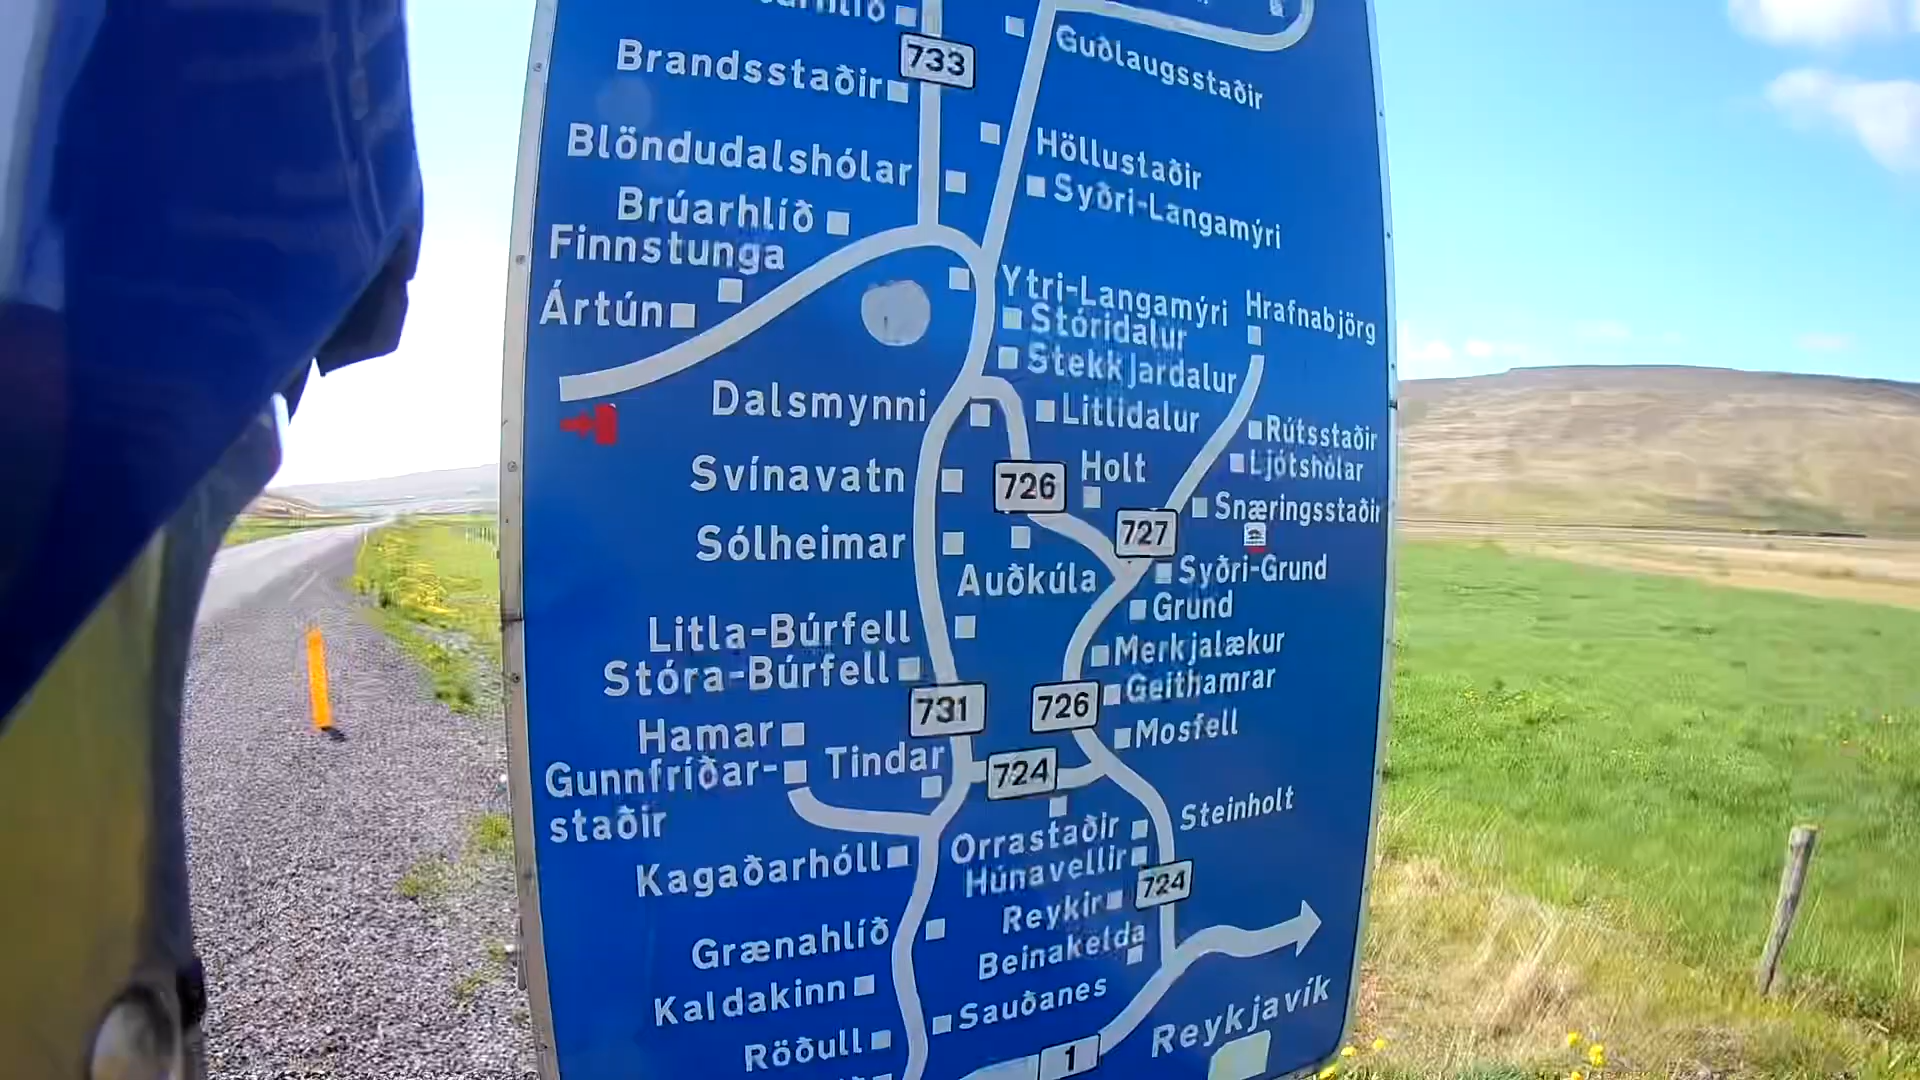 733
Guðlaugsstaðir
Brandsstaðir
Höllustaðir
Blöndudalshólar
Syðri-Langamýri
Brúarhlíð
Finnstunga
Ytri-Langamýri
Hrafnabjörg
Ártún
Stóridalur
Stekkjardalur
Dalsmynni
Litlidalur
Rútsstaðir
Ljótshólar
Svínavatn
726
Holt
Snæringsstaðir
727
Sólheimar
Auðkúla
Syðri-Grund
Grund
Litla-Búrfell
Merkjalækur
Stóra-Búrfell
Geithamrar
731
726
Mosfell
Hamar
Tindar
724
Gunnfríðar-
staðir
Steinholt
Orrastaðir
Kagaðarhóll
Húnavellir
724
Reykir
Grænahlíð
Beinakelda
Kaldakinn
Sauðanes
Reykjavík
Röðull
1